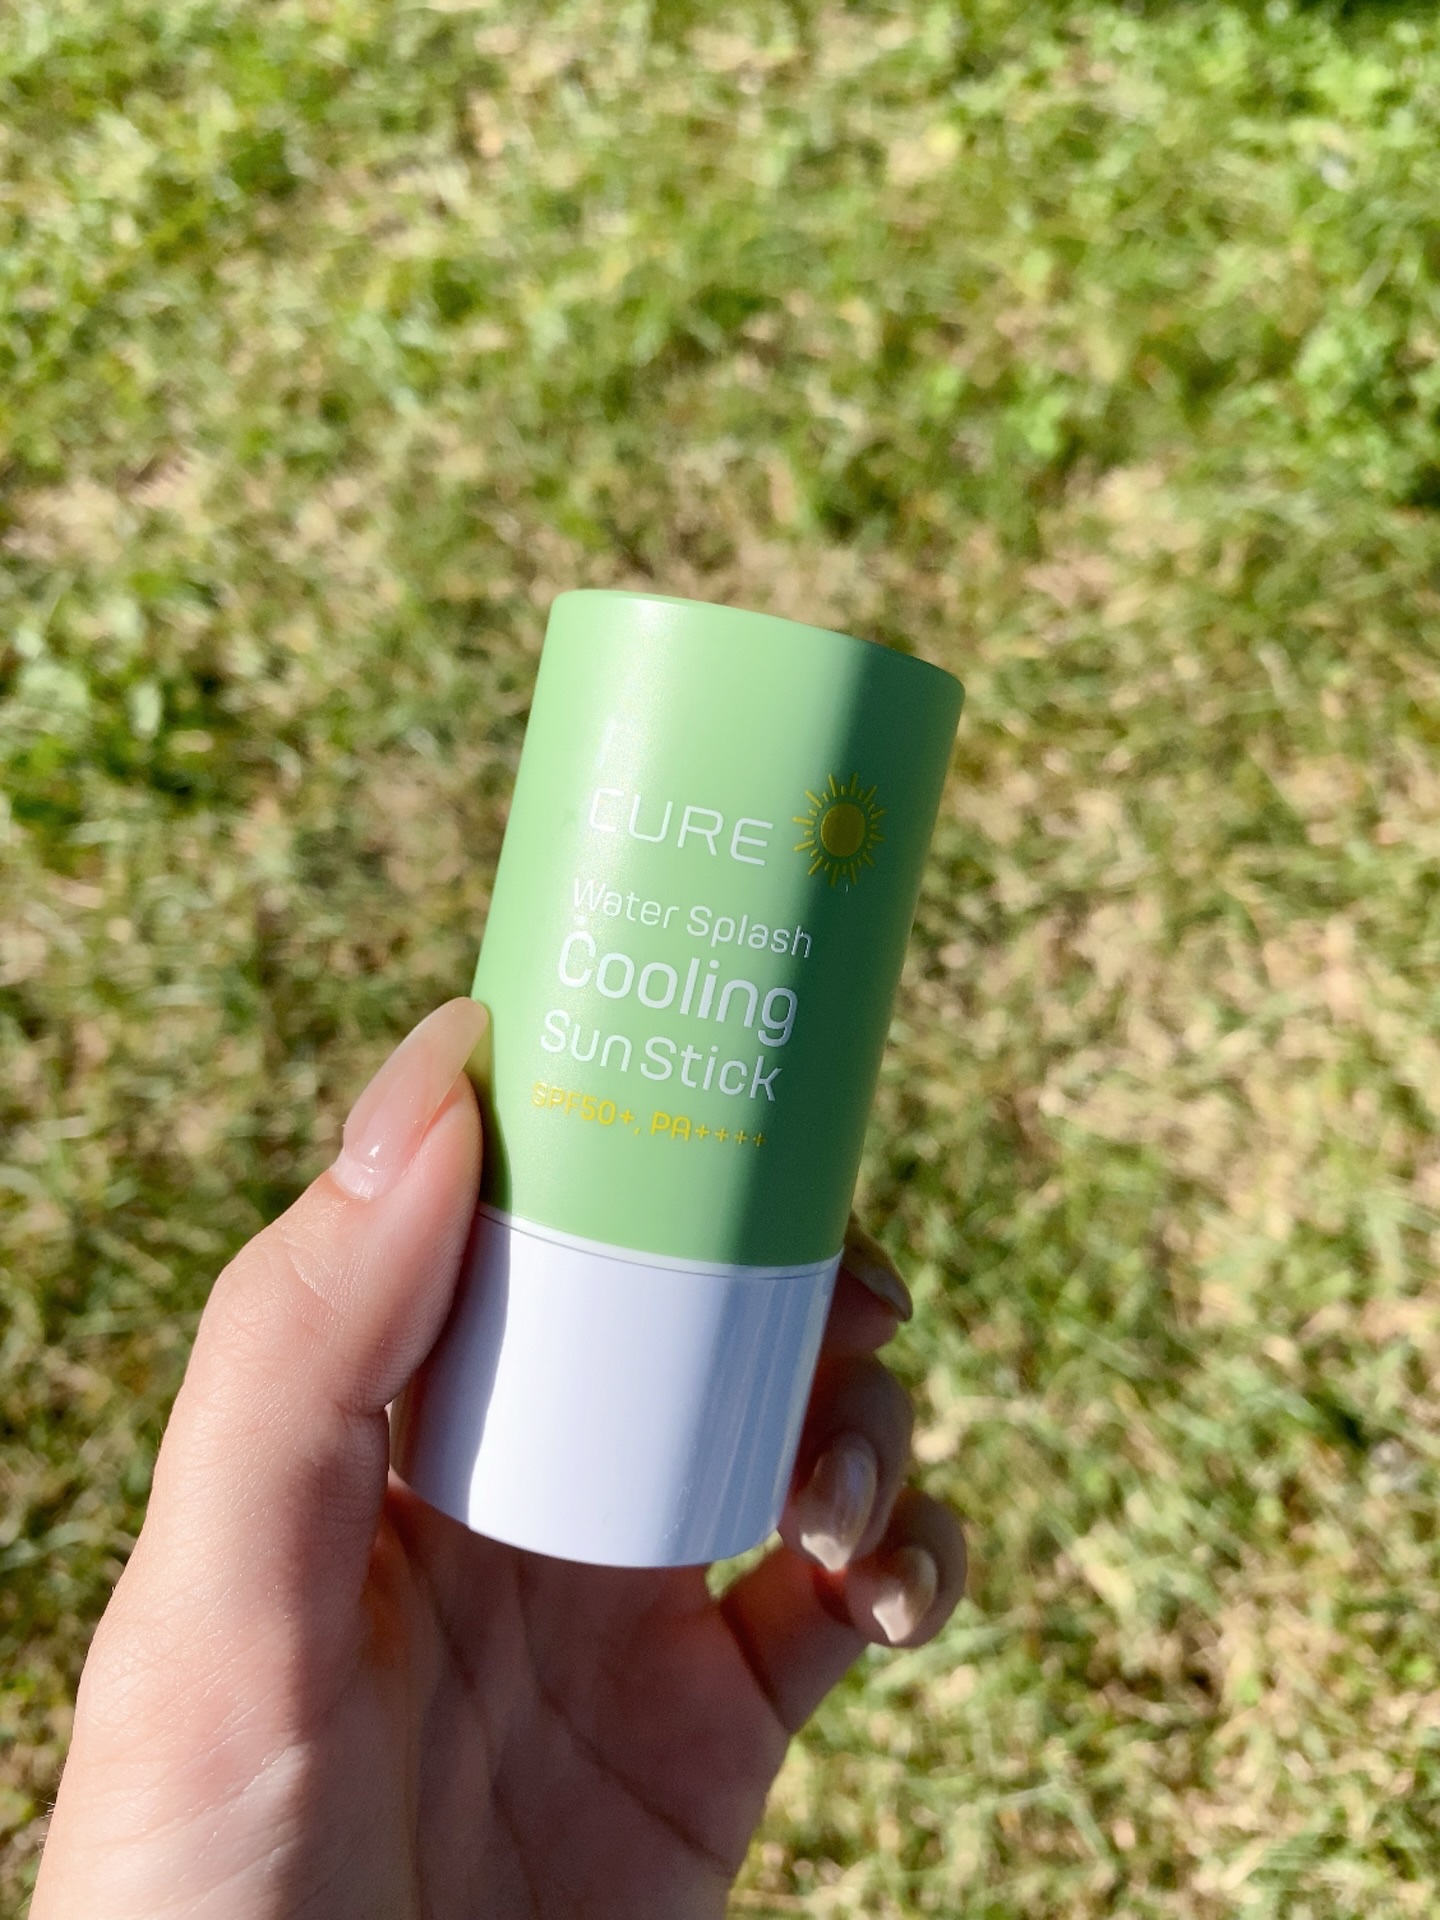 CURE
Water Splash
Cooling
Sun Stick
SPF50+, PA++++